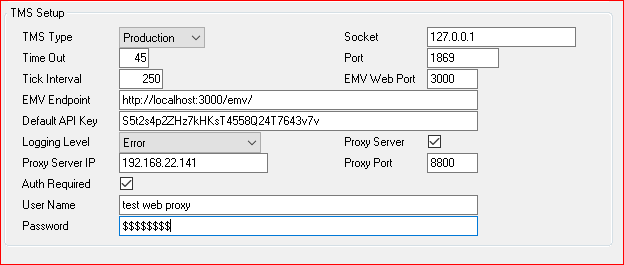 TMS Setup
TMS Type Production Socket 127.0.0.1
Time Out 45 Port 1869
Tick Interval 250 EMV Web Port 3000
EMV Endpoint http://localhost:3000/emv/
Default API Key S5t2s4p2ZHz7kHKsT4558Q24T7643v7v
Logging Level Error Proxy Server
Proxy Server IP 192.168.22.141 Proxy Port 8800
Auth Required
User Name test web proxy
Password $$$$$$$$